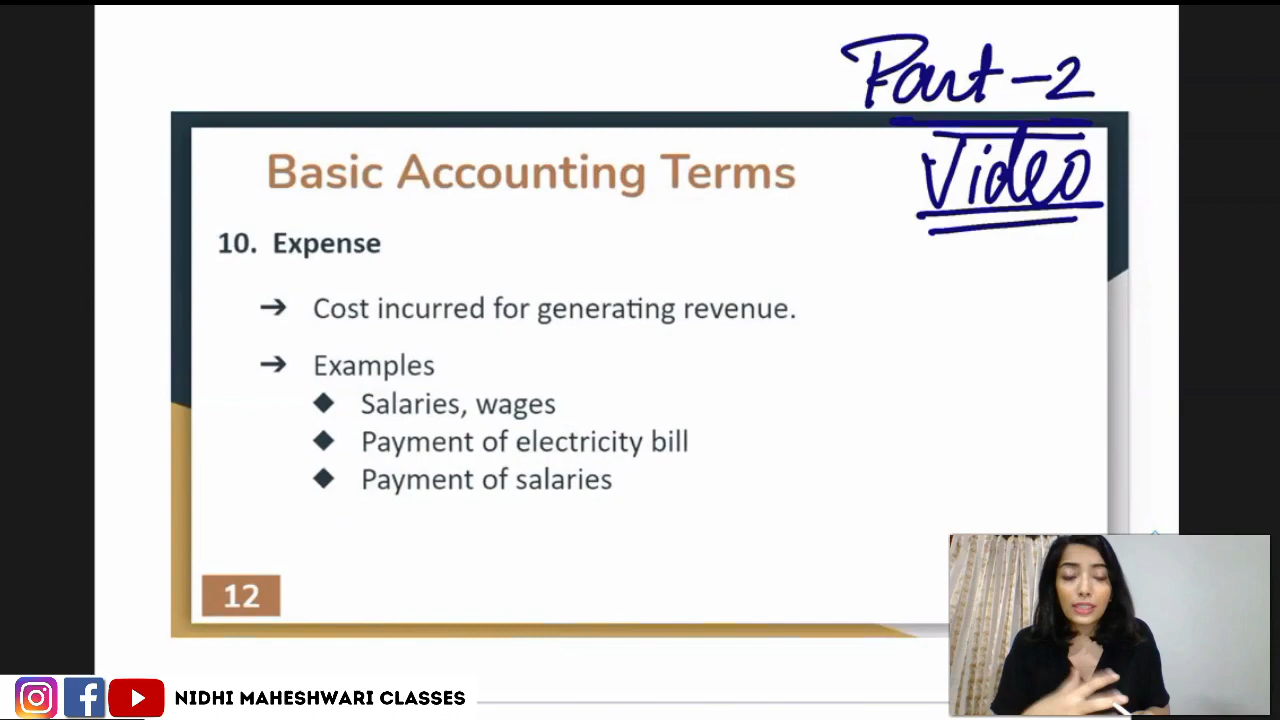 Part-2
Video
Basic Accounting Terms
10. Expense
➔ Cost incurred for generating revenue.
➔ Examples
◆ Salaries, wages
◆ Payment of electricity bill
◆ Payment of salaries
12
NIDHI MAHESHWARI CLASSES